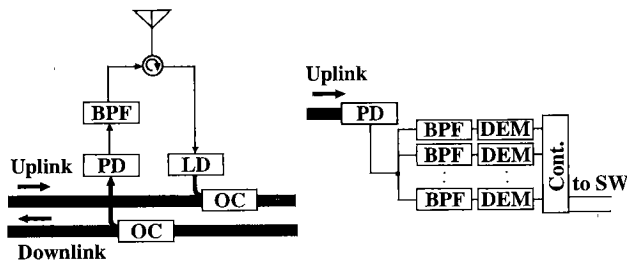 BPF
Uplink
PD
LD
OC
OC
Downlink
Uplink
PD
BPF DEM
BPF DEM
BPF DEM
Cont.
to SW